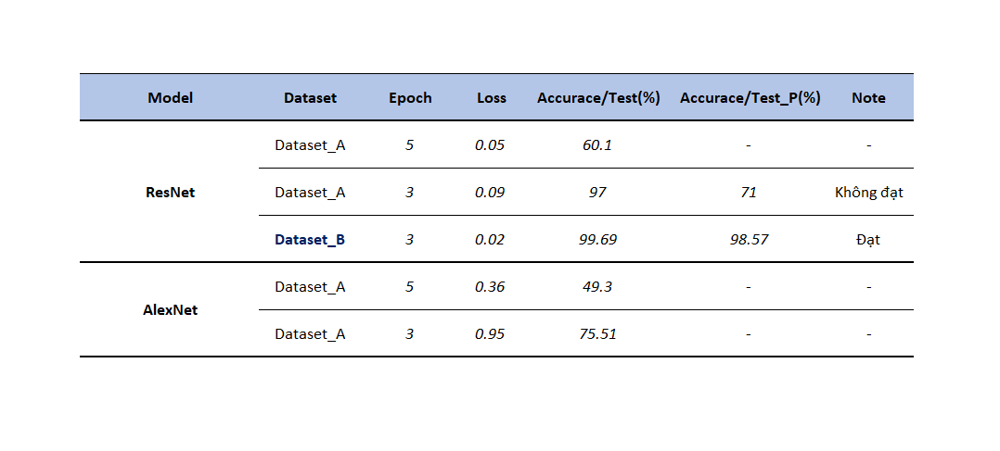 Model Dataset Epoch Loss Accurace/Test(%) Accurace/Test_P(%) Note
Dataset_A 5 0.05 60.1 - -
ResNet Dataset_A 3 0.09 97 71 Không đạt
Dataset_B 3 0.02 99.69 98.57 Đạt
Dataset_A 5 0.36 49.3 - -
AlexNet
Dataset_A 3 0.95 75.51 - -